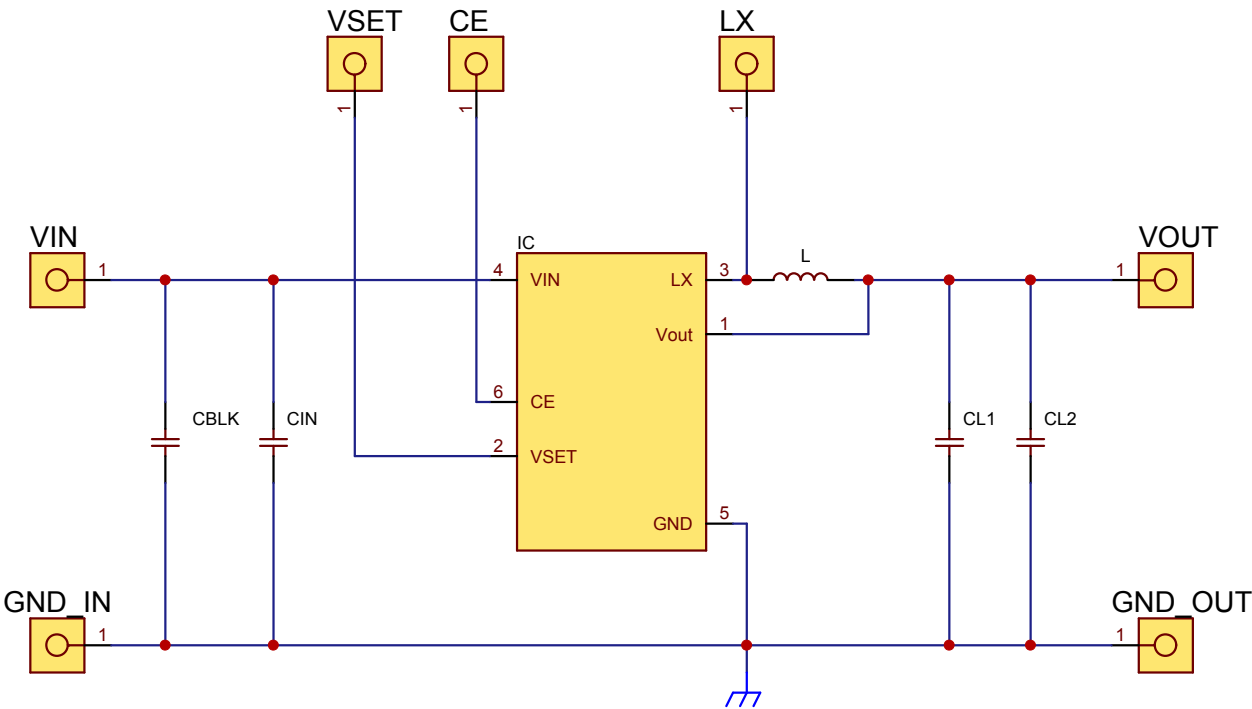 VSET CE LX
1 1 1
VIN IC L VOUT
1 4 VIN LX 3 1
Vout 1
6 CE
CBLK CIN CL1 CL2
2 VSET
GND 5
GND_IN GND_OUT
1 1